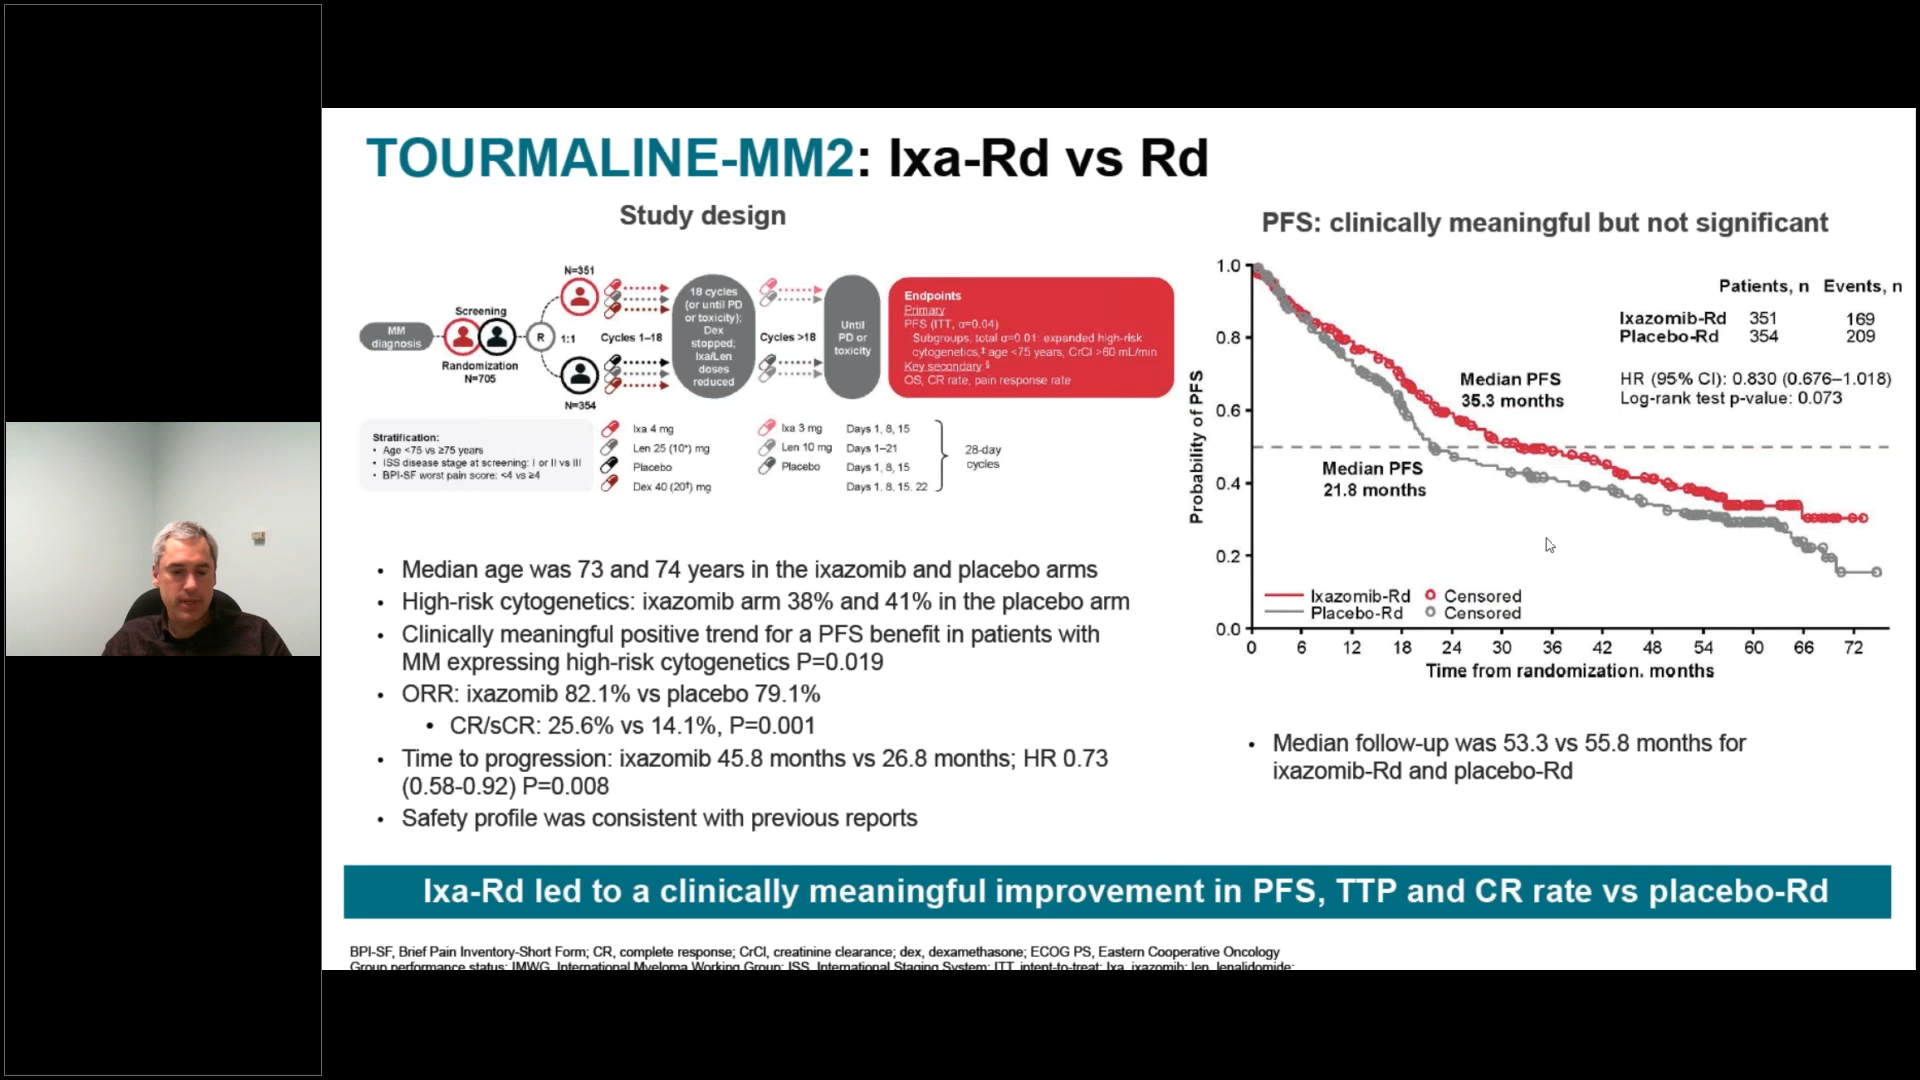 TOURMALINE-MM2: Ixa-Rd vs Rd
Study design
N=351
Screening
MM
diagnosis
R
1:1
Randomization
N=705
N=354
Cycles 1–18
18 cycles
(or until PD
or toxicity);
Dex
stopped;
Ixa/Len
doses
reduced
Cycles >18
Until
PD or
toxicity
Endpoints
Primary
PFS (ITT, α=0.04)
Subgroups, total α=0.01: expanded high-risk
cytogenetics,‡ age <75 years, CrCl >60 mL/min
Key secondary §
OS, CR rate, pain response rate
Stratification:
• Age <75 vs ≥75 years
• ISS disease stage at screening: I or II vs III
• BPI-SF worst pain score: <4 vs ≥4
Ixa 4 mg
Len 25 (10*) mg
Placebo
Dex 40 (20†) mg
Ixa 3 mg
Len 10 mg
Placebo
Days 1, 8, 15
Days 1–21
Days 1, 8, 15
Days 1, 8, 15, 22
28-day
cycles
• Median age was 73 and 74 years in the ixazomib and placebo arms
• High-risk cytogenetics: ixazomib arm 38% and 41% in the placebo arm
• Clinically meaningful positive trend for a PFS benefit in patients with
MM expressing high-risk cytogenetics P=0.019
• ORR: ixazomib 82.1% vs placebo 79.1%
• CR/sCR: 25.6% vs 14.1%, P=0.001
• Time to progression: ixazomib 45.8 months vs 26.8 months; HR 0.73
(0.58-0.92) P=0.008
• Safety profile was consistent with previous reports
PFS: clinically meaningful but not significant
Patients, n Events, n
Ixazomib-Rd 351 169
Placebo-Rd 354 209
HR (95% CI): 0.830 (0.676–1.018)
Log-rank test p-value: 0.073
Median PFS
35.3 months
Median PFS
21.8 months
Probability of PFS
1.0
0.8
0.6
0.4
0.2
0.0
Ixazomib-Rd Censored
Placebo-Rd Censored
0 6 12 18 24 30 36 42 48 54 60 66 72
Time from randomization. months
• Median follow-up was 53.3 vs 55.8 months for
ixazomib-Rd and placebo-Rd
Ixa-Rd led to a clinically meaningful improvement in PFS, TTP and CR rate vs placebo-Rd
BPI-SF, Brief Pain Inventory-Short Form; CR, complete response; CrCl, creatinine clearance; dex, dexamethasone; ECOG PS, Eastern Cooperative Oncology
Group performance status; IMWG, International Myeloma Working Group; ISS, International Staging System; ITT, intent-to-treat; Ixa, ixazomib; len, lenalidomide;